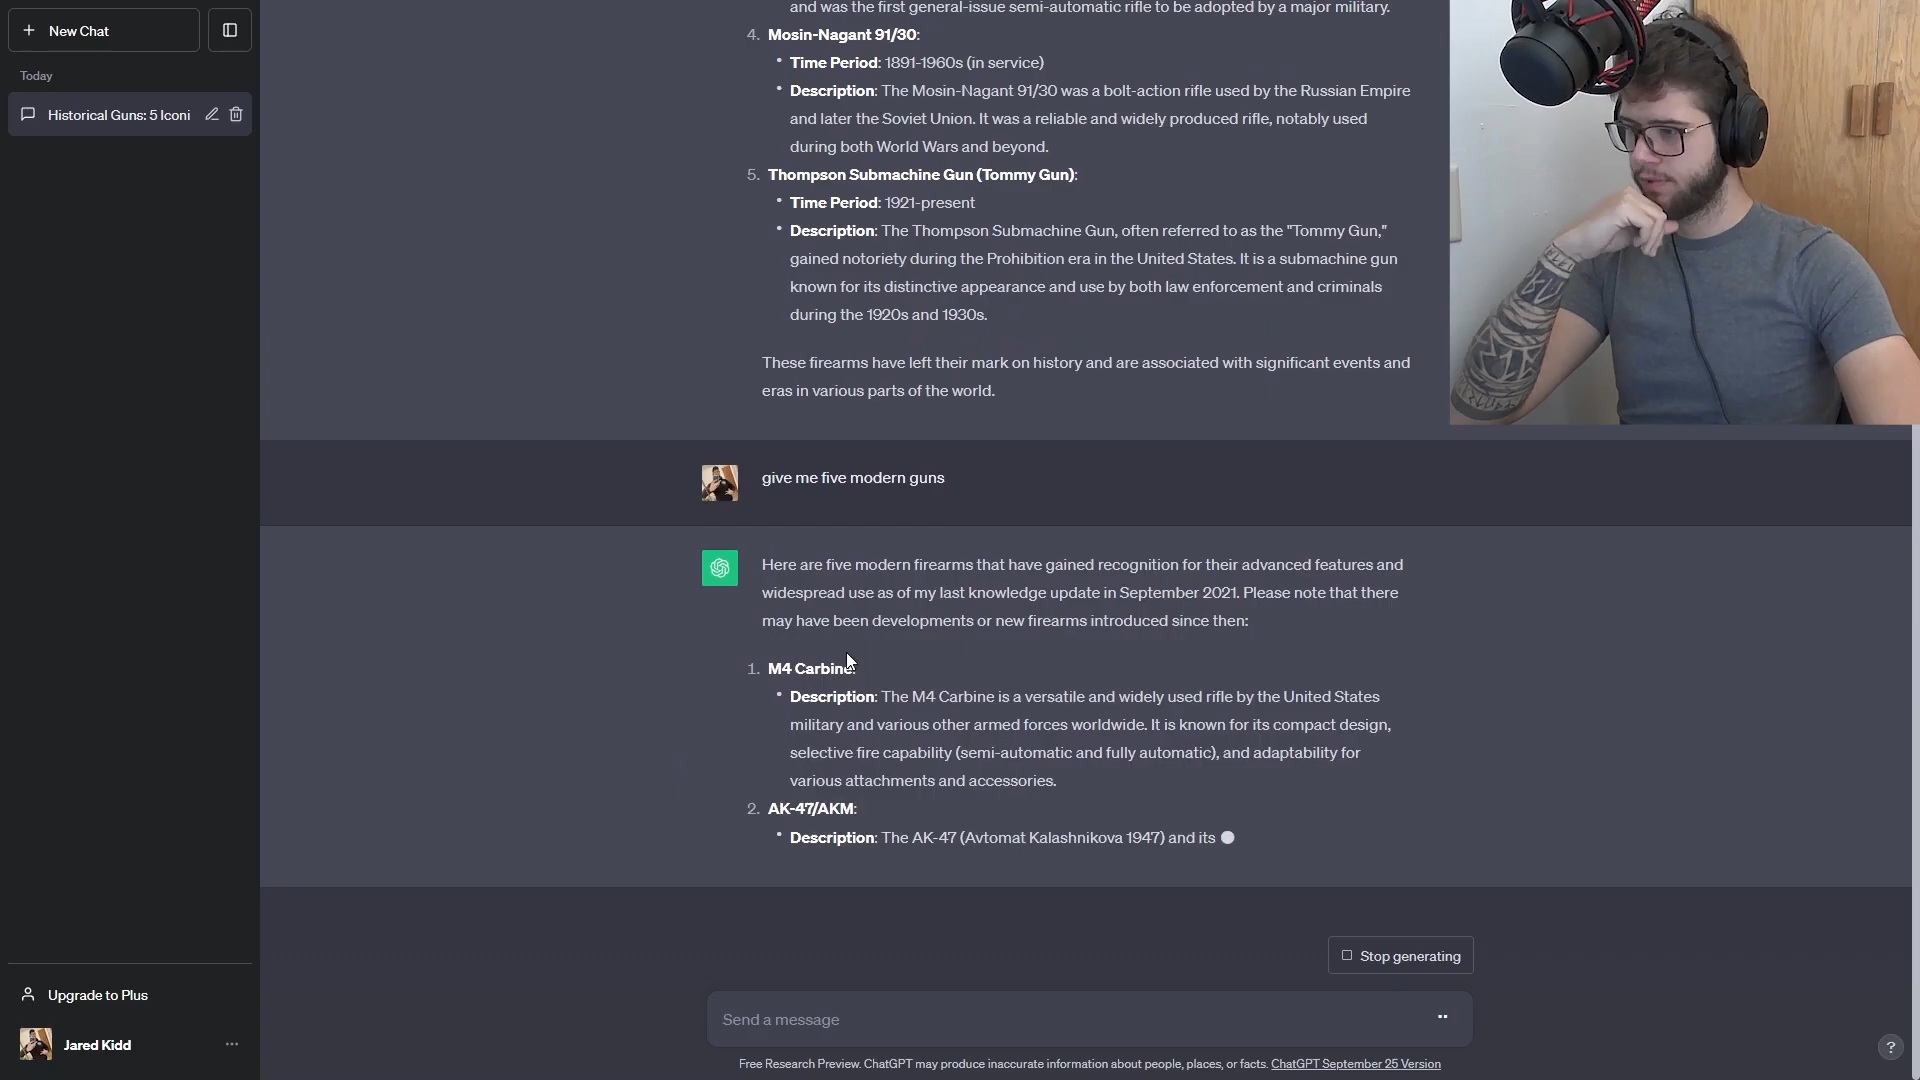 New Chat
Today
Historical Guns: 5 Iconi
and was the first general-issue semi-automatic rifle to be adopted by a major military.
4. Mosin-Nagant 91/30:
• Time Period: 1891-1960s (in service)
• Description: The Mosin-Nagant 91/30 was a bolt-action rifle used by the Russian Empire
and later the Soviet Union. It was a reliable and widely produced rifle, notably used
during both World Wars and beyond.
5. Thompson Submachine Gun (Tommy Gun):
• Time Period: 1921-present
• Description: The Thompson Submachine Gun, often referred to as the "Tommy Gun,"
gained notoriety during the Prohibition era in the United States. It is a submachine gun
known for its distinctive appearance and use by both law enforcement and criminals
during the 1920s and 1930s.
These firearms have left their mark on history and are associated with significant events and
eras in various parts of the world.
give me five modern guns
Here are five modern firearms that have gained recognition for their advanced features and
widespread use as of my last knowledge update in September 2021. Please note that there
may have been developments or new firearms introduced since then:
1. M4 Carbine:
• Description: The M4 Carbine is a versatile and widely used rifle by the United States
military and various other armed forces worldwide. It is known for its compact design,
selective fire capability (semi-automatic and fully automatic), and adaptability for
various attachments and accessories.
2. AK-47/AKM:
• Description: The AK-47 (Avtomat Kalashnikova 1947) and its
Stop generating
Upgrade to Plus
Send a message
Jared Kidd
Free Research Preview. ChatGPT may produce inaccurate information about people, places, or facts. ChatGPT September 25 Version
?